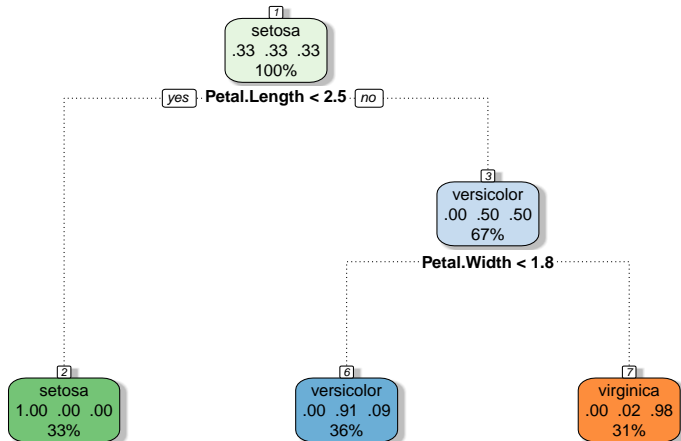 1
setosa
.33 .33 .33
100%
yes Petal.Length < 2.5 no
3
versicolor
.00 .50 .50
67%
Petal.Width < 1.8
2
setosa
1.00 .00 .00
33%
6
versicolor
.00 .91 .09
36%
7
virginica
.00 .02 .98
31%